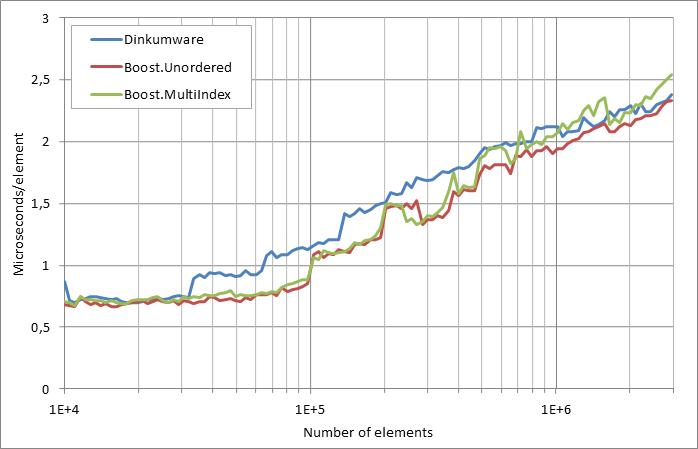 3
2,5
2
1,5
1
0,5
0
Dinkumware
Boost.Unordered
Boost.MultiIndex
Microseconds/element
1E+4
1E+5
1E+6
Number of elements